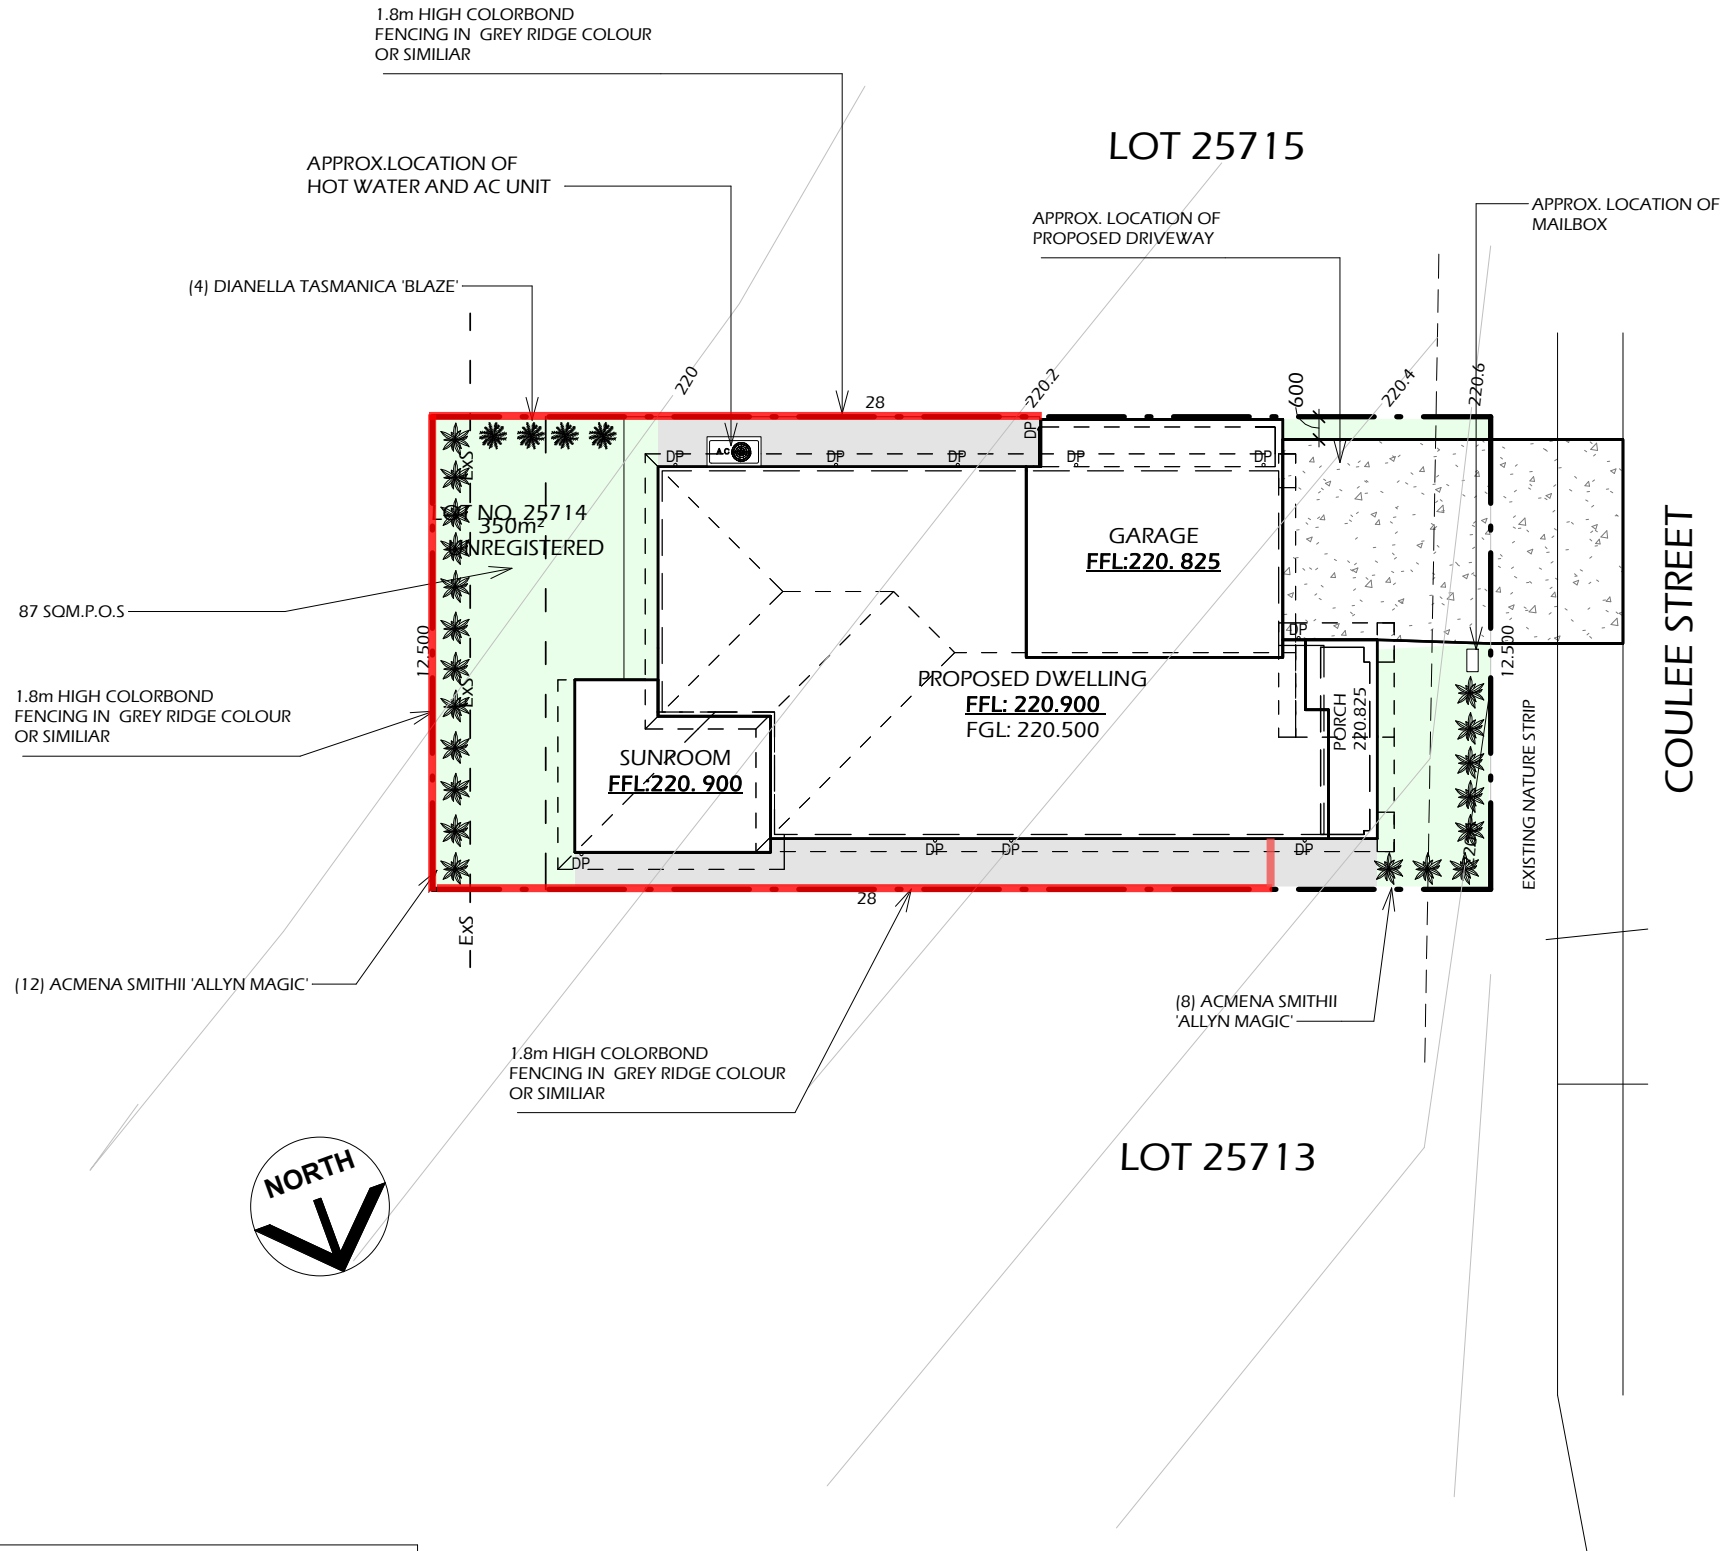 1.8m HIGH COLORBOND
FENCING IN GREY RIDGE COLOUR
OR SIMILIAR
LOT 25715
APPROX.LOCATION OF
HOT WATER AND AC UNIT
APPROX. LOCATION OF
MAILBOX
APPROX. LOCATION OF
PROPOSED DRIVEWAY
(4) DIANELLA TASMANICA 'BLAZE'
220
28
220.2
600
220.4
220.6
DP
A.C
DP
DP
DP
DP
DP
ExS
LOT NO. 25714
350m²
UNREGISTERED
GARAGE
FFL:220. 825
COULEE STREET
87 SQM.P.O.S
12.500
DP
12.500
ExS
1.8m HIGH COLORBOND
FENCING IN GREY RIDGE COLOUR
OR SIMILIAR
PROPOSED DWELLING
FFL: 220.900
FGL: 220.500
PORCH
220.825
SUNROOM
FFL:220. 900
EXISTING NATURE STRIP
DP
DP
DP
DP
28
ExS
(12) ACMENA SMITHII 'ALLYN MAGIC'
(8) ACMENA SMITHII
'ALLYN MAGIC'
1.8m HIGH COLORBOND
FENCING IN GREY RIDGE COLOUR
OR SIMILIAR
LOT 25713
NORTH